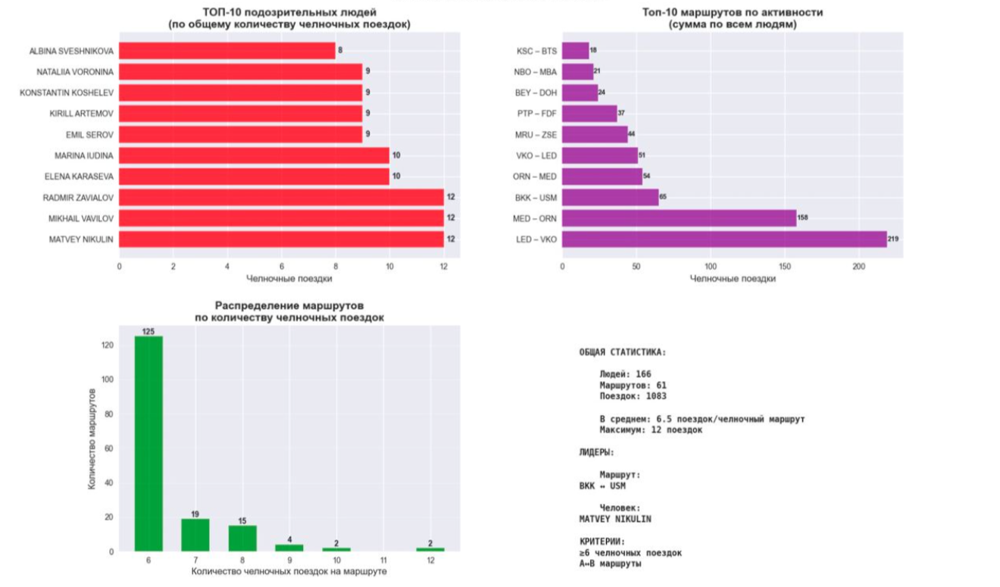 ТОП-10 подозрительных людей
(по общему количеству челночных поездок)
ALBINA SVESHNIKOVA
8
NATALIIA VORONINA
9
KONSTANTIN KOSHELEV
9
KIRILL ARTEMOV
9
EMIL SEROV
9
MARINA IUDINA
10
ELENA KARASEVA
10
RADMIR ZAVIALOV
12
MIKHAIL VAVILOV
12
MATVEY NIKULIN
12
0 2 4 6 8 10 12
Челночные поездки
Топ-10 маршрутов по активности
(сумма по всем людям)
KSC – BTS
18
NBO – MBA
21
BEY – DOH
24
PTP – FDF
37
MRU – ZSE
44
VKO – LED
51
ORN – MED
54
BKK – USM
65
MED – ORN
158
LED – VKO
219
0 50 100 150 200
Челночные поездки
Распределение маршрутов
по количеству челночных поездок
Количество маршрутов
120
100
80
60
40
20
0
125
19
15
4
2
2
6 7 8 9 10 11 12
Количество челночных поездок на маршруте
ОБЩАЯ СТАТИСТИКА:
Людей: 166
Маршрутов: 61
Поездок: 1083
В среднем: 6.5 поездок/челночный маршрут
Максимум: 12 поездок
ЛИДЕРЫ:
Маршрут:
BKK ↔ USM
Человек:
MATVEY NIKULIN
КРИТЕРИИ:
≥6 челночных поездок
A↔B маршруты